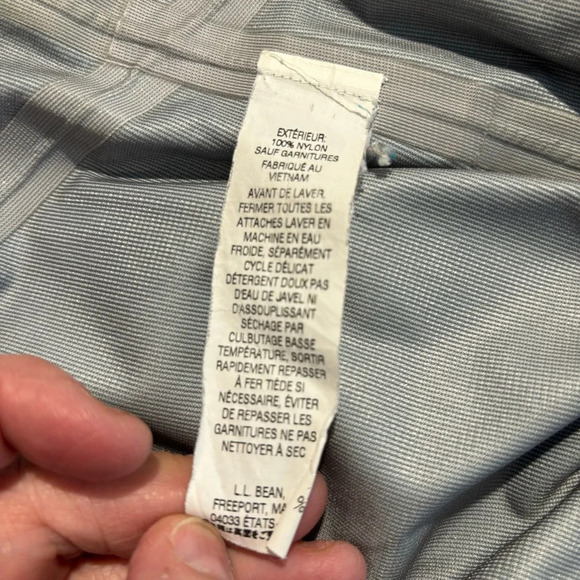 EXTÉRIEUR:
100% NYLON
SAUF GARNITURES
FABRIQUÉ AU
VIETNAM
AVANT DE LAVER,
FERMER TOUTES LES
ATTACHES LAVER EN
MACHINE EN EAU
FROIDE, SÉPARÉMENT
CYCLE DÉLICAT
DÉTERGENT DOUX PAS
D'EAU DE JAVEL NI
D'ASSOUPLISSANT
SÉCHAGE PAR
CULBUTAGE BASSE
TEMPÉRATURE, SORTIR
RAPIDEMENT REPASSER
À FER TIÈDE SI
NÉCESSAIRE, ÉVITER
DE REPASSER LES
GARNITURES NE PAS
NETTOYER À SEC
L.L. BEAN,
FREEPORT, MA
04033 ÉTATS-